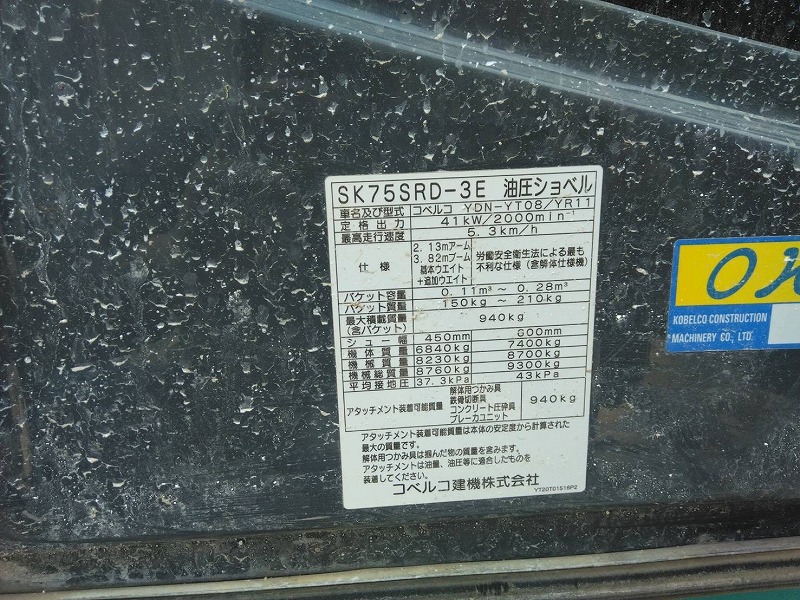 SK75SRD-3E 油圧ショベル
車名及び型式 コベルコ YDN-YT08/YR11
定格出力 41kW/2000min⁻¹
最高走行速度 5.3km/h
仕様
2.13mアーム
3.82mブーム
基本ウエイト
+追加ウエイト
労働安全衛生法による最も
不利な仕様(含解体仕様機)
バケット容量 0.11m³ ~ 0.28m³
バケット質量 150kg ~ 210kg
最大積載質量
(含バケット)
940kg
シュー幅 450mm 600mm
機体質量 6840kg 7400kg
機械質量 8230kg 8700kg
機械総質量 8760kg 9300kg
平均接地圧 37.3kPa 43kPa
アタッチメント装着可能質量
解体用つかみ具
鉄骨切断具
コンクリート圧砕具
ブレーカユニット
940kg
アタッチメント装着可能質量は本体の安定度から計算された
最大の質量です。
解体用つかみ具は掴んだ物の質量を含みます。
アタッチメントは油量、油圧等に適合したものを
装着してください。
コベルコ建機株式会社
YT20T01516P2
KOBELCO CONSTRUCTION
MACHINERY CO., LTD.